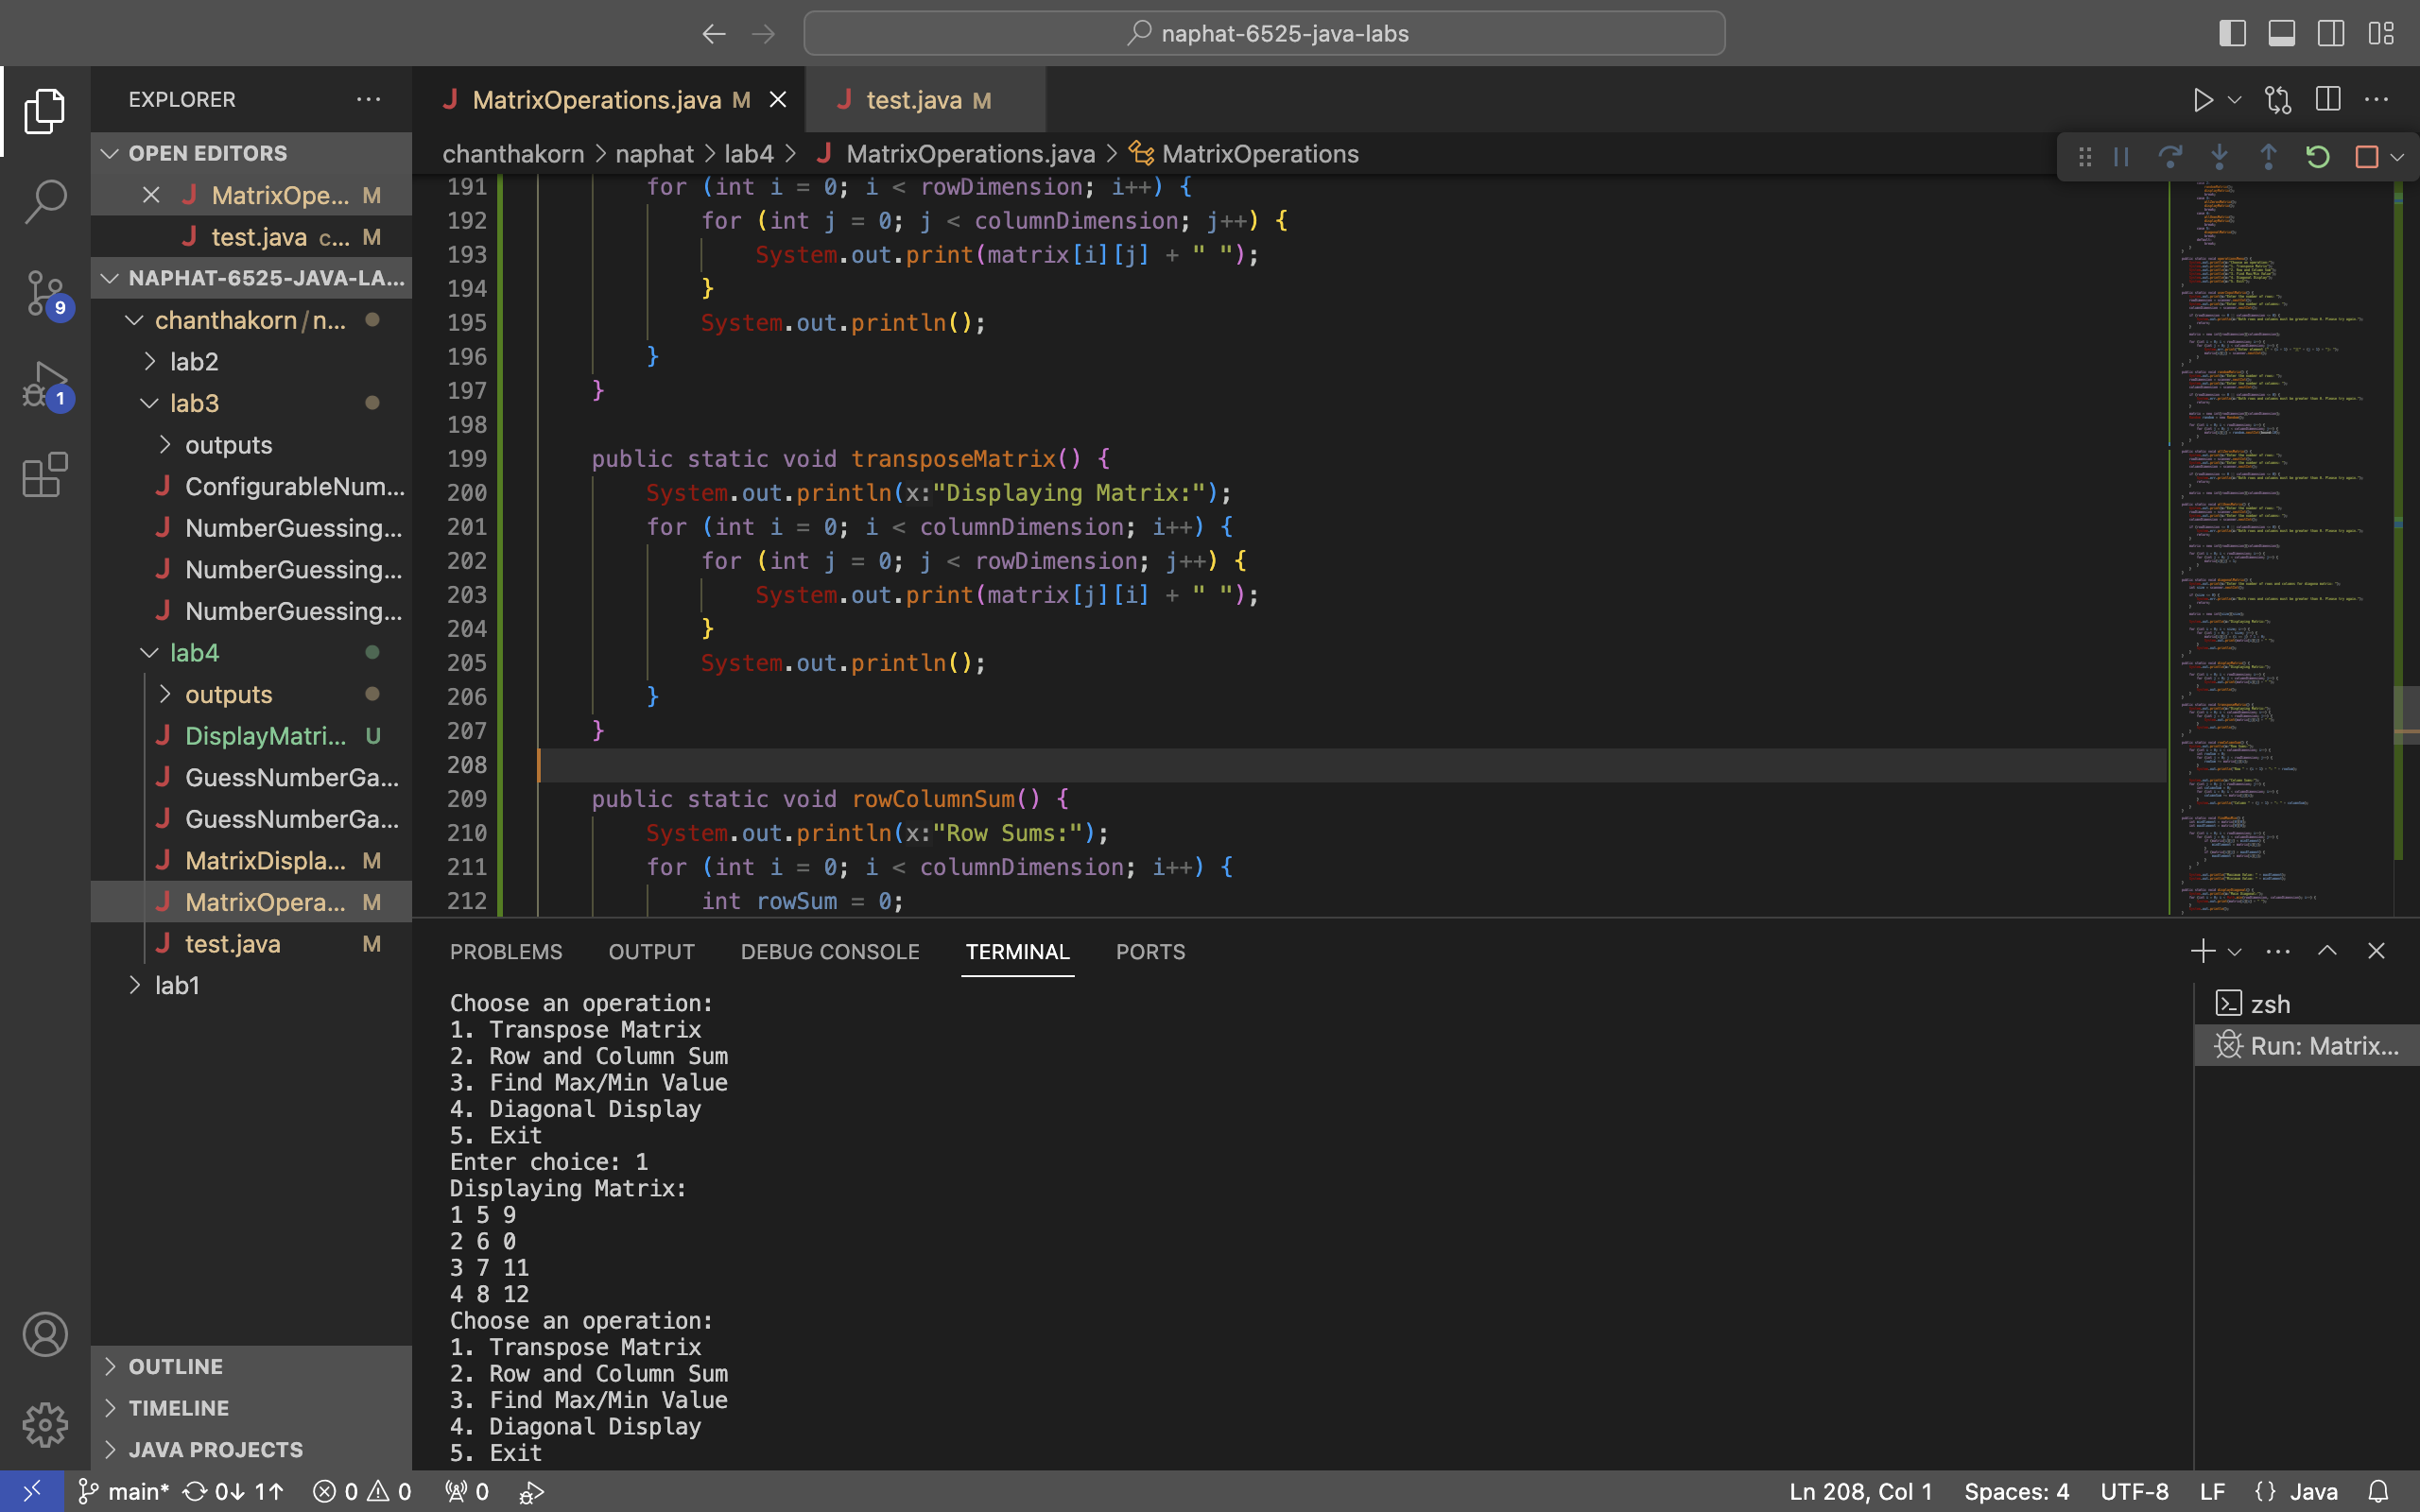 naphat-6525-java-labs
EXPLORER
MatrixOperations.java M
test.java M
OPEN EDITORS
chanthakorn > naphat > lab4 > MatrixOperations.java > MatrixOperations
MatrixOpe... M
test.java c... M
NAPHAT-6525-JAVA-LA...
chanthakorn/n...
lab2
lab3
outputs
ConfigurableNum...
NumberGuessing...
NumberGuessing...
NumberGuessing...
lab4
outputs
DisplayMatri... U
GuessNumberGa...
GuessNumberGa...
MatrixDispla... M
MatrixOpera... M
test.java M
lab1
OUTLINE
TIMELINE
JAVA PROJECTS
9
1
191 for (int i = 0; i < rowDimension; i++) {
192 for (int j = 0; j < columnDimension; j++) {
193 System.out.print(matrix[i][j] + " ");
194 }
195 System.out.println();
196 }
197 }
198
199 public static void transposeMatrix() {
200 System.out.println(x:"Displaying Matrix:");
201 for (int i = 0; i < columnDimension; i++) {
202 for (int j = 0; j < rowDimension; j++) {
203 System.out.print(matrix[j][i] + " ");
204 }
205 System.out.println();
206 }
207 }
208
209 public static void rowColumnSum() {
210 System.out.println(x:"Row Sums:");
211 for (int i = 0; i < columnDimension; i++) {
212 int rowSum = 0;
PROBLEMS OUTPUT DEBUG CONSOLE TERMINAL PORTS
Choose an operation:
1. Transpose Matrix
2. Row and Column Sum
3. Find Max/Min Value
4. Diagonal Display
5. Exit
Enter choice: 1
Displaying Matrix:
1 5 9
2 6 0
3 7 11
4 8 12
Choose an operation:
1. Transpose Matrix
2. Row and Column Sum
3. Find Max/Min Value
4. Diagonal Display
5. Exit
zsh
Run: Matrix...
main* 0↓ 1↑ 0 0 0
Ln 208, Col 1 Spaces: 4 UTF-8 LF {} Java